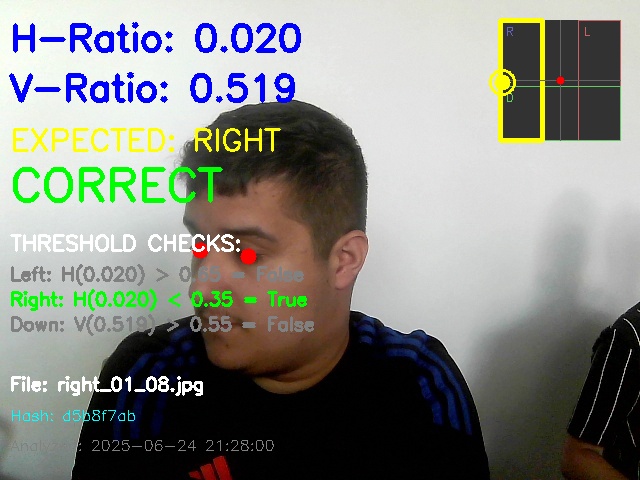 H-Ratio: 0.020
V-Ratio: 0.519
R
L
D
EXPECTED: RIGHT
CORRECT
THRESHOLD CHECKS:
Left: H(0.020) > 0.65 = False
Right: H(0.020) < 0.35 = True
Down: V(0.519) > 0.55 = False
File: right_01_08.jpg
Hash: d5b8f7ab
2025-06-24 21:28:00